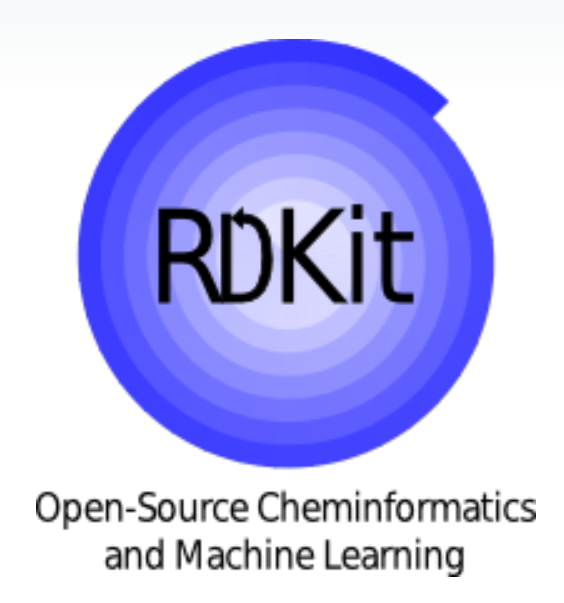 RDKit
Open-Source Cheminformatics
and Machine Learning